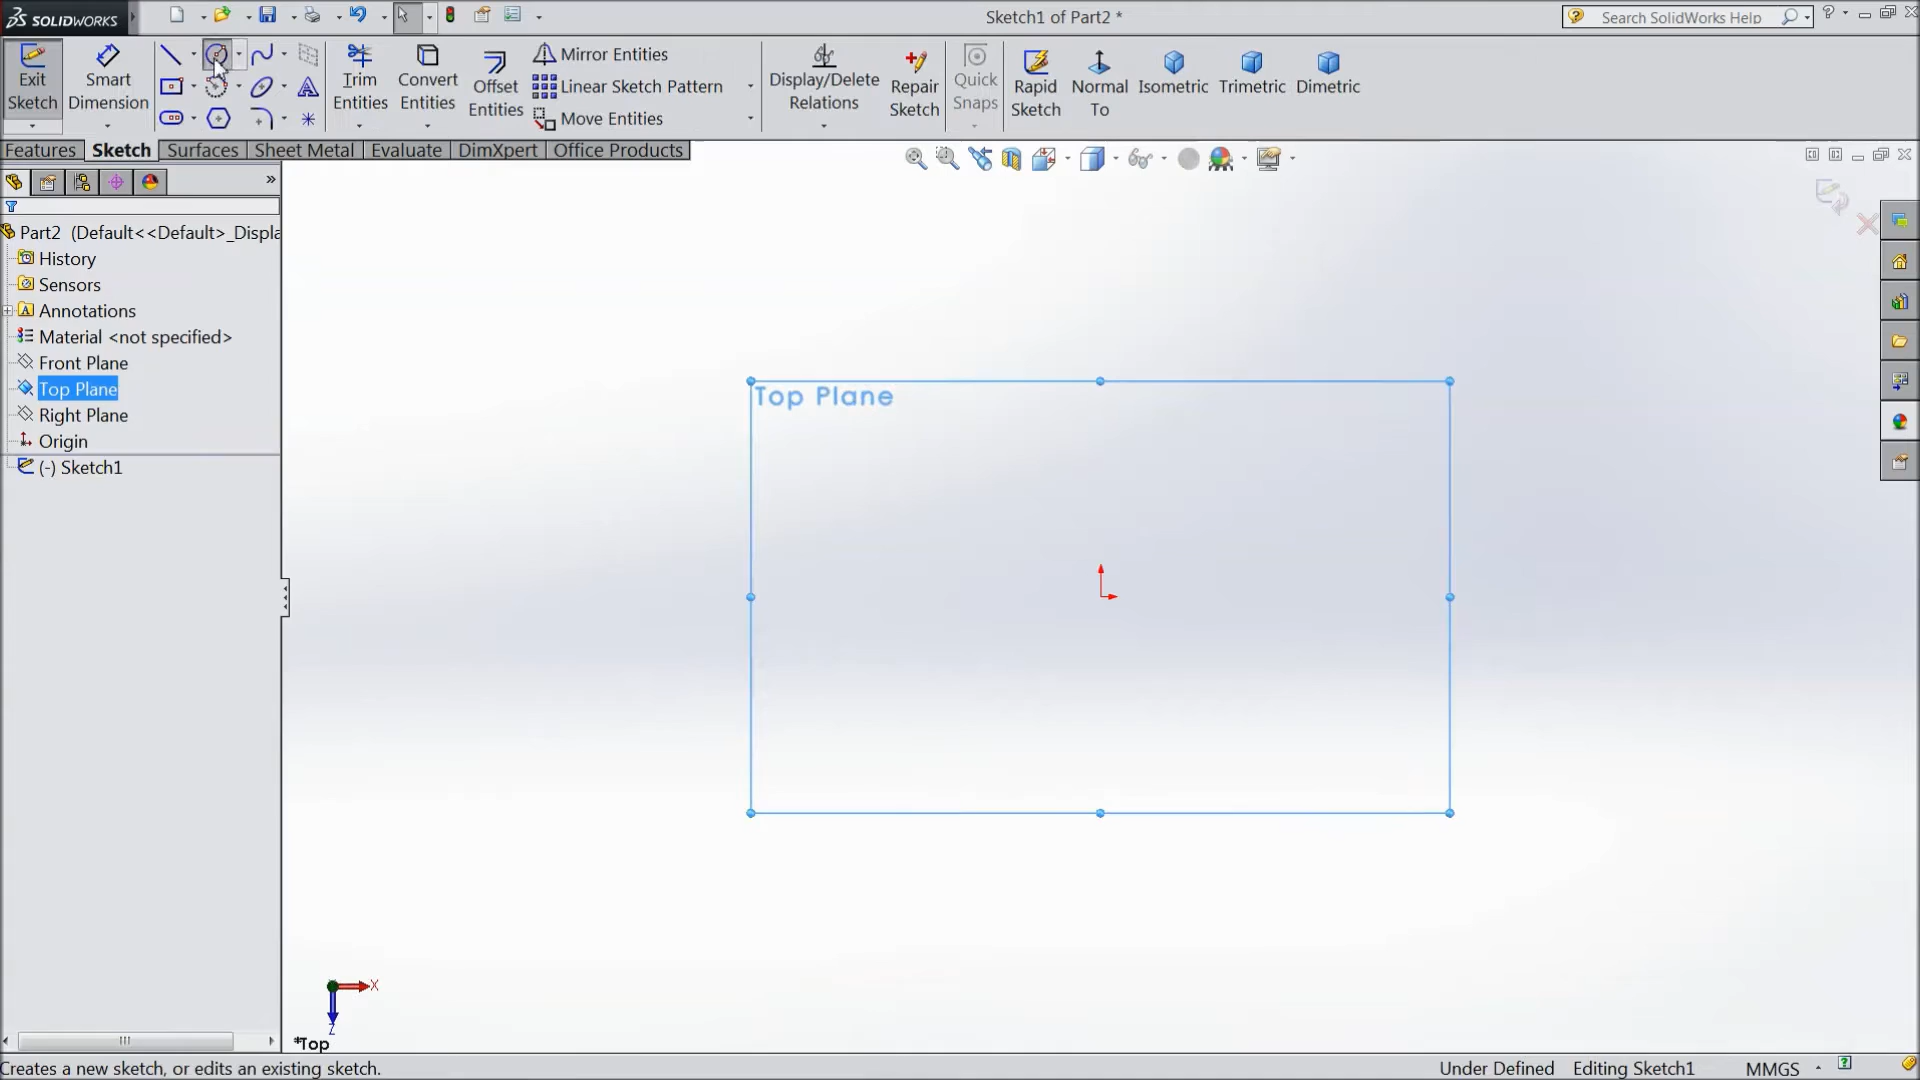 SOLIDWORKS
Sketch1 of Part2 *
Search SolidWorks Help
Exit
Sketch
Smart
Dimension
Trim
Entities
Convert
Entities
Offset
Entities
Mirror Entities
Linear Sketch Pattern
Move Entities
Display/Delete
Relations
Repair
Sketch
Quick
Snaps
Rapid
Sketch
Normal
To
Isometric
Trimetric
Dimetric
Features
Sketch
Surfaces
Sheet Metal
Evaluate
DimXpert
Office Products
Part2 (Default<<Default>_Displa
History
Sensors
Annotations
Material <not specified>
Front Plane
Top Plane
Right Plane
Origin
(-) Sketch1
Top Plane
X
Z
*Top
Creates a new sketch, or edits an existing sketch.
Under Defined
Editing Sketch1
MMGS